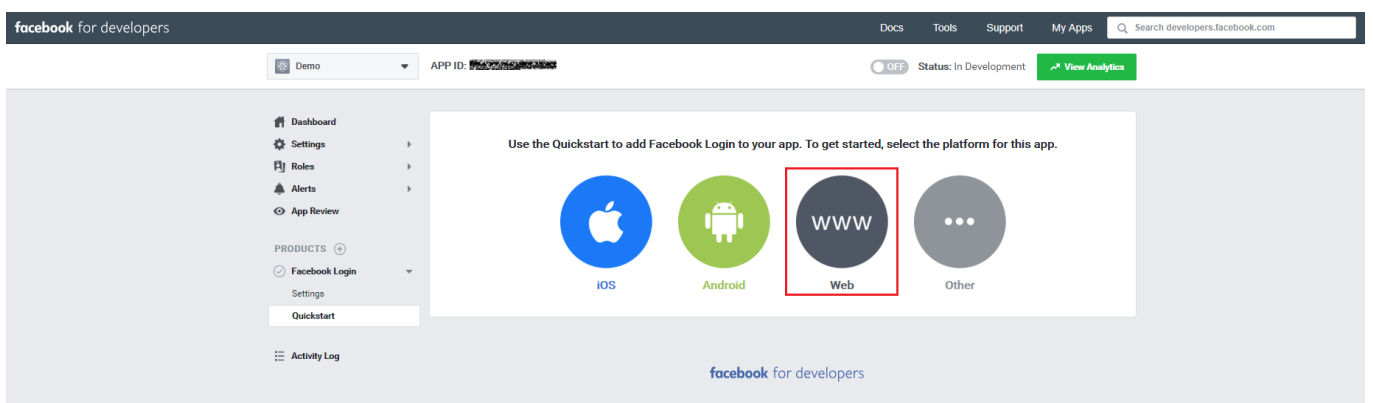 facebook for developers Docs Tools Support My Apps Search developers.facebook.com
Demo APP ID: OFF Status: In Development View Analytics
Dashboard
Settings
Roles
Alerts
App Review
PRODUCTS
Facebook Login
Settings
Quickstart
Activity Log
Use the Quickstart to add Facebook Login to your app. To get started, select the platform for this app.
www
iOS Android Web Other
facebook for developers